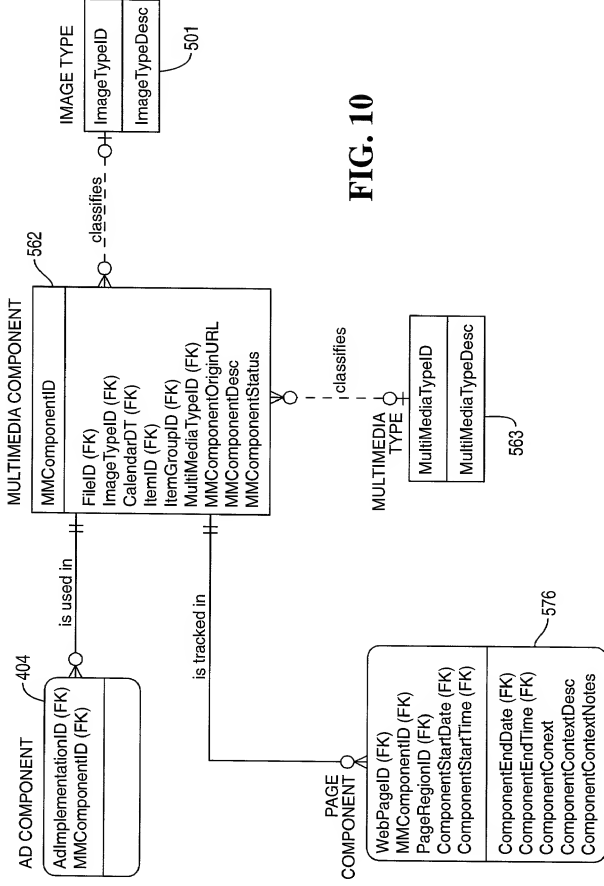 AD COMPONENT
404
AdImplementationID (FK)
MMComponentID (FK)
is used in
MULTIMEDIA COMPONENT
562
MMComponentID
FileID (FK)
ImageTypeID (FK)
CalendarDT (FK)
ItemID (FK)
ItemGroupID (FK)
MultiMediaTypeID (FK)
MMComponentOriginURL
MMComponentDesc
MMComponentStatus
classifies
IMAGE TYPE
ImageTypeID
ImageTypeDesc
501
is tracked in
PAGE
COMPONENT
WebPageID (FK)
MMComponentID (FK)
PageRegionID (FK)
ComponentStartDate (FK)
ComponentStartTime (FK)
ComponentEndDate (FK)
ComponentEndTime (FK)
ComponentConext
ComponentContextDesc
ComponentContextNotes
576
classifies
MULTIMEDIA
TYPE
MultiMediaTypeID
MultiMediaTypeDesc
563
FIG. 10